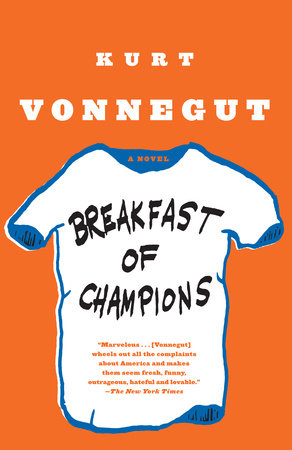 KURT
VONNEGUT
A NOVEL
BREAKFAST
OF
CHAMPIONS
"Marvelous . . . [Vonnegut]
wheels out all the complaints
about America and makes
them seem fresh, funny,
outrageous, hateful and lovable."
—The New York Times